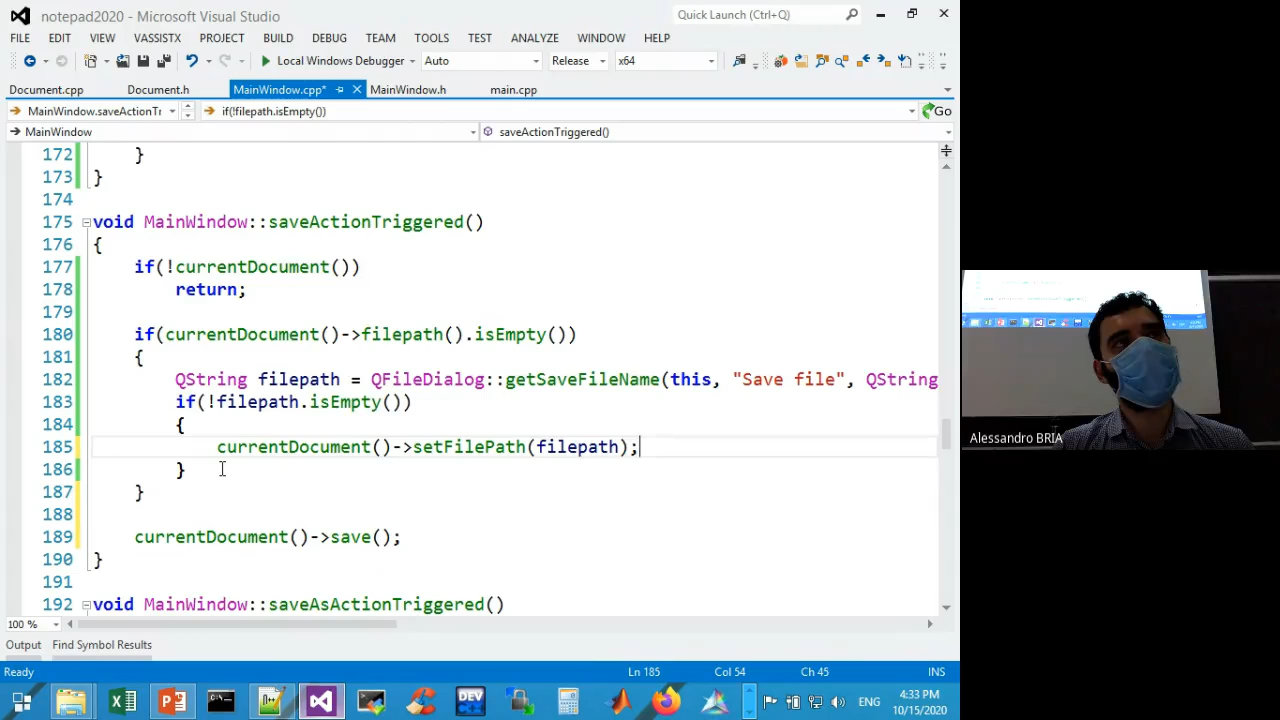 notepad2020 - Microsoft Visual Studio
Quick Launch (Ctrl+Q)
FILE EDIT VIEW VASSISTX PROJECT BUILD DEBUG TEAM TOOLS TEST ANALYZE WINDOW HELP
Local Windows Debugger Auto Release x64
Document.cpp Document.h MainWindow.cpp* MainWindow.h main.cpp
MainWindow.saveActionTr if(!filepath.isEmpty()) Go
MainWindow saveActionTriggered()
172 }
173 }
174
175 void MainWindow::saveActionTriggered()
176 {
177 if(!currentDocument())
178 return;
179
180 if(currentDocument()->filepath().isEmpty())
181 {
182 QString filepath = QFileDialog::getSaveFileName(this, "Save file", QString
183 if(!filepath.isEmpty())
184 {
185 currentDocument()->setFilePath(filepath);
186 }
187 }
188
189 currentDocument()->save();
190 }
191
192 void MainWindow::saveAsActionTriggered()
100 %
Output Find Symbol Results
Ready Ln 185 Col 54 Ch 45 INS
DEV
ENG 4:33 PM
10/15/2020
Alessandro BRIA